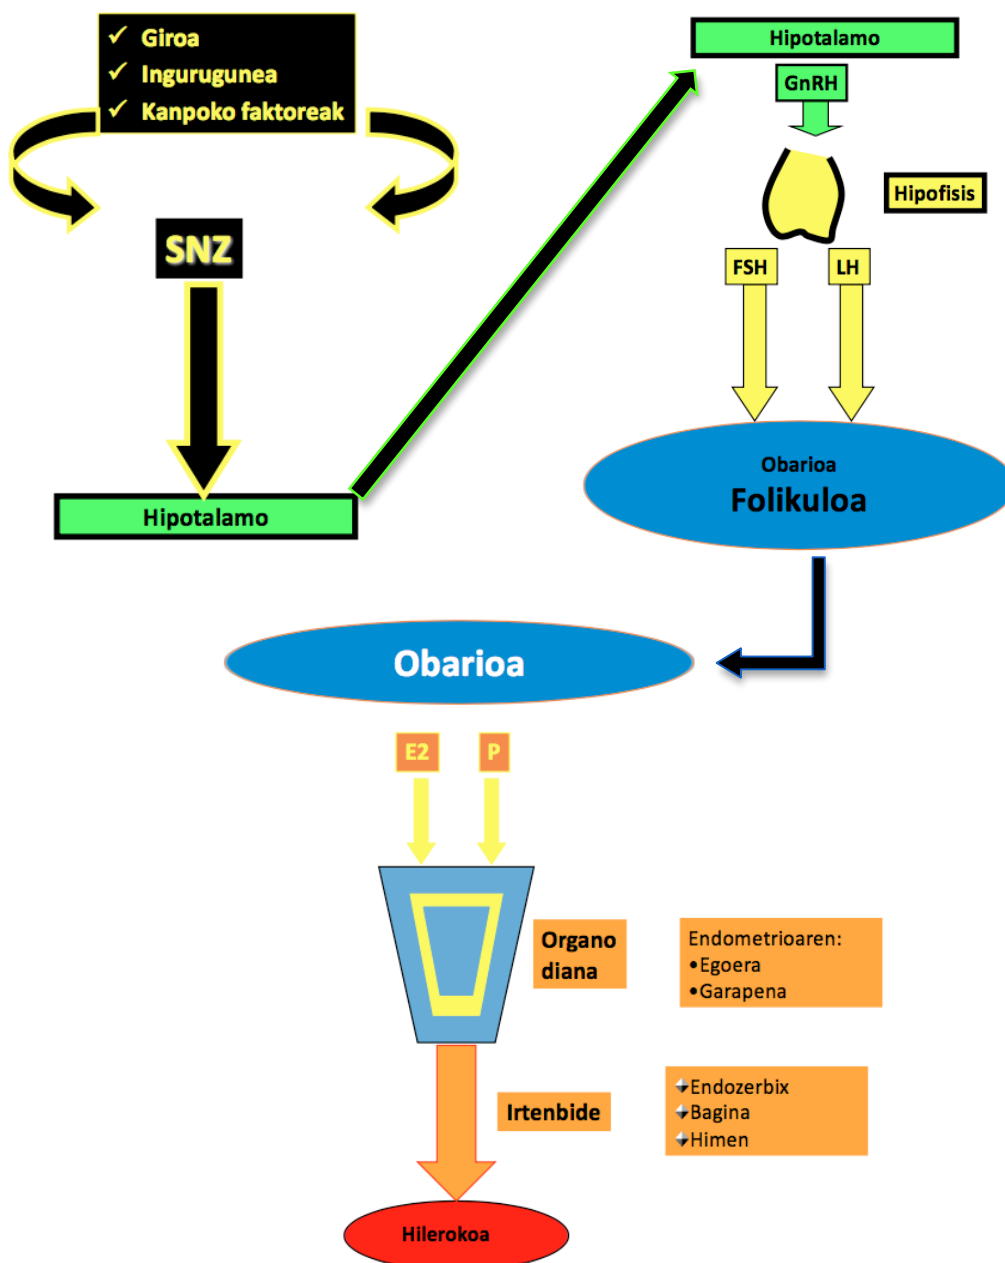 Giroa
Ingurugunea
Kanpoko faktoreak
SNZ
Hipotalamo
Hipotalamo
GnRH
Hipofisis
FSH
LH
Obarioa
Folikuloa
Obarioa
E2
P
Organo
diana
Endometrioaren:
•Egoera
•Garapena
Irtenbide
Endozerbix
Bagina
Himen
Hilerokoa